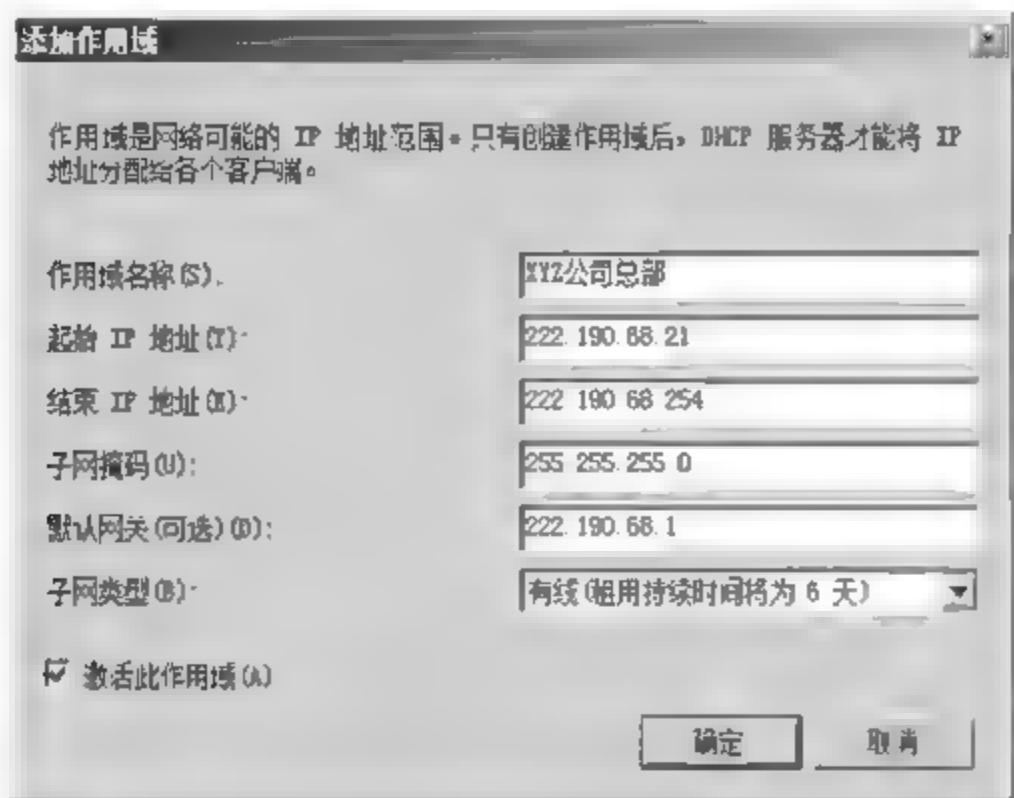 添加作用域
作用域是网络可能的 IP 地址范围。只有创建作用域后，DHCP 服务器才能将 IP
地址分配给各个客户端。
作用域名称(S):
XYZ公司总部
起始 IP 地址(T):
222.190.68.21
结束 IP 地址(E):
222.190.68.254
子网掩码(U):
255.255.255.0
默认网关(可选)(D):
222.190.68.1
子网类型(B):
有线(租用持续时间将为 6 天)
激活此作用域(A)
确定
取消